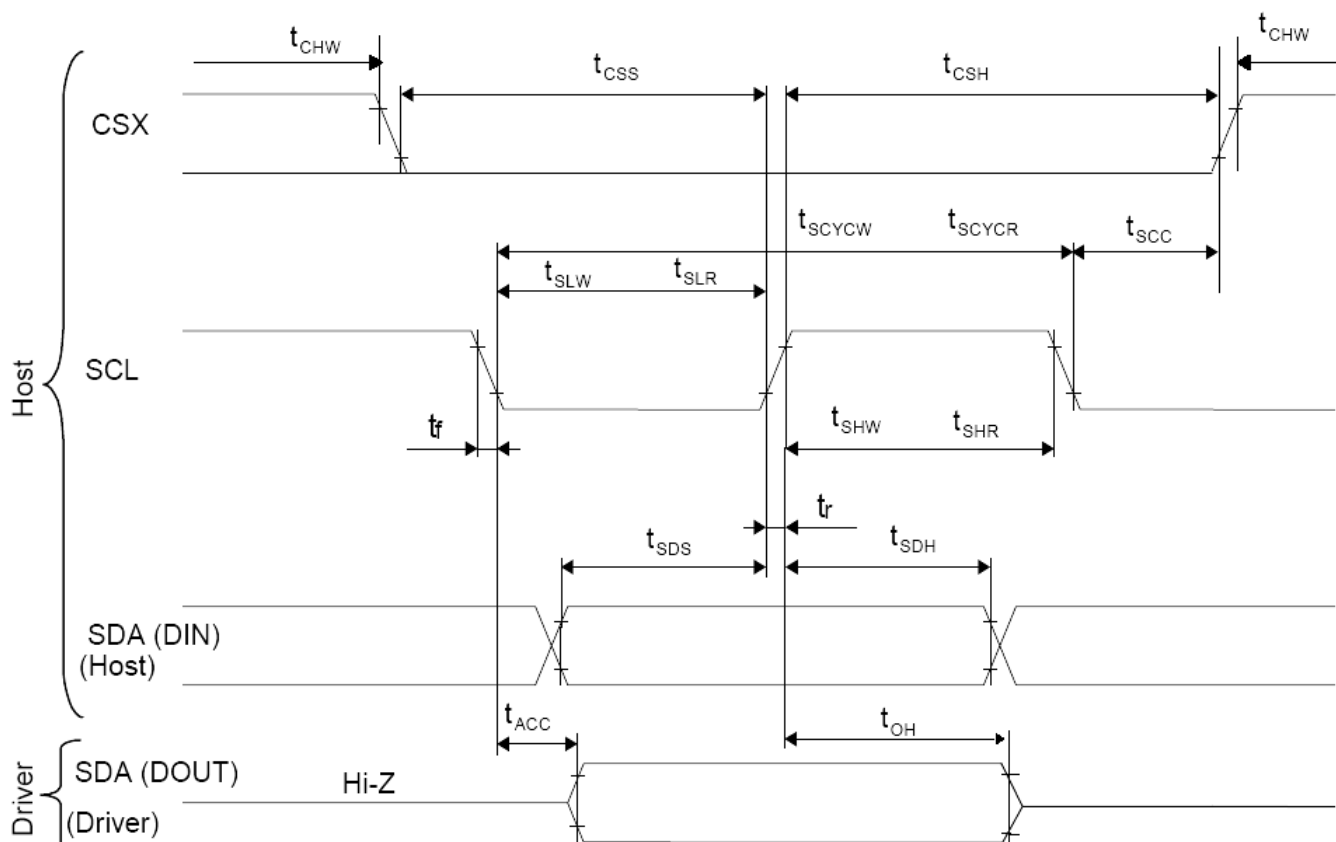 tCHW
tCHW
tCSS
tCSH
CSX
tSCYCW
tSCYCR
tSCC
tSLW
tSLR
Host
SCL
tf
tSHW
tSHR
tr
tSDS
tSDH
SDA (DIN)
(Host)
tACC
tOH
Driver
SDA (DOUT)
Hi-Z
(Driver)